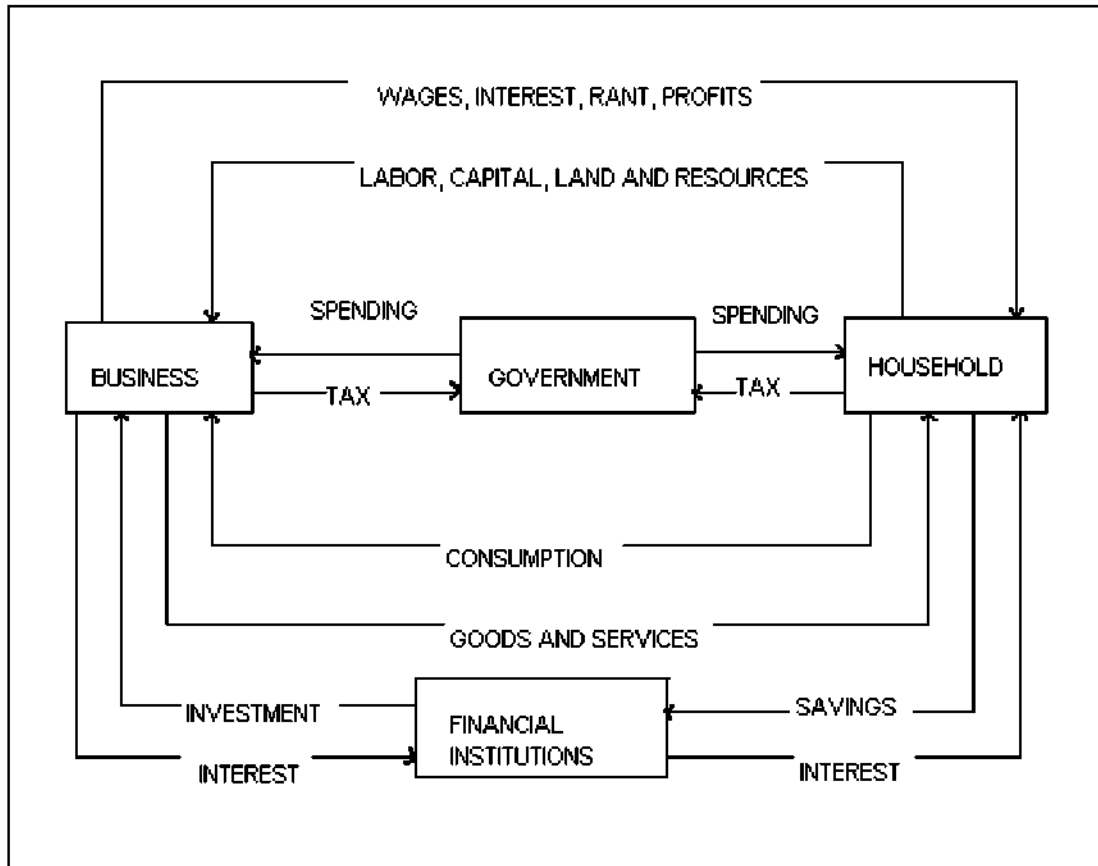 WAGES, INTEREST, RANT, PROFITS
LABOR, CAPITAL, LAND AND RESOURCES
SPENDING
SPENDING
BUSINESS
GOVERNMENT
HOUSEHOLD
TAX
TAX
CONSUMPTION
GOODS AND SERVICES
INVESTMENT
FINANCIAL
INSTITUTIONS
SAVINGS
INTEREST
INTEREST